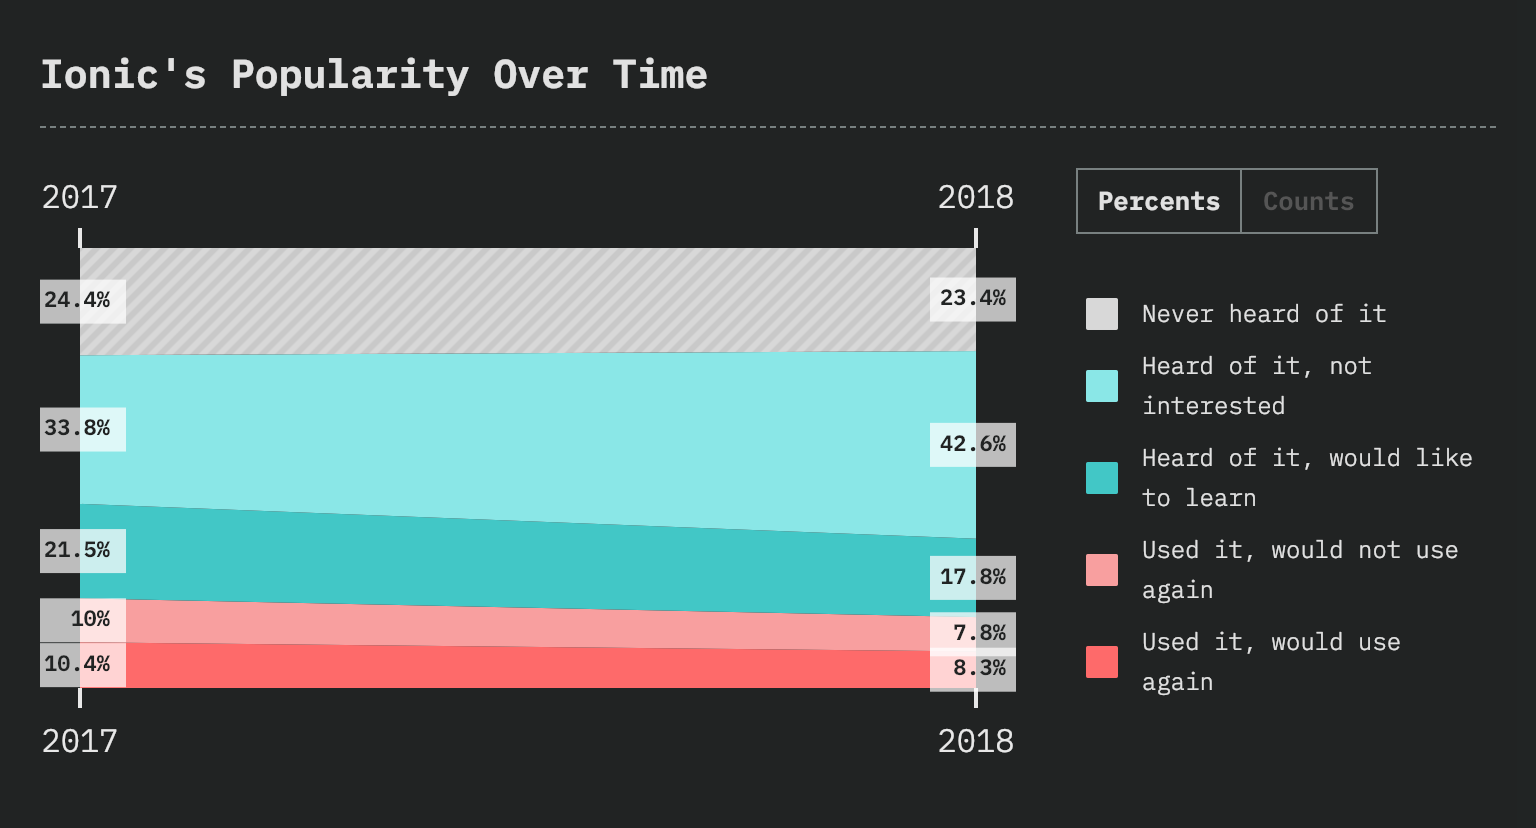 Ionic's Popularity Over Time
2017 2018
Percents Counts
24.4% 23.4%
33.8% 42.6%
21.5% 17.8%
10% 7.8%
10.4% 8.3%
2017 2018
Never heard of it
Heard of it, not
interested
Heard of it, would like
to learn
Used it, would not use
again
Used it, would use
again